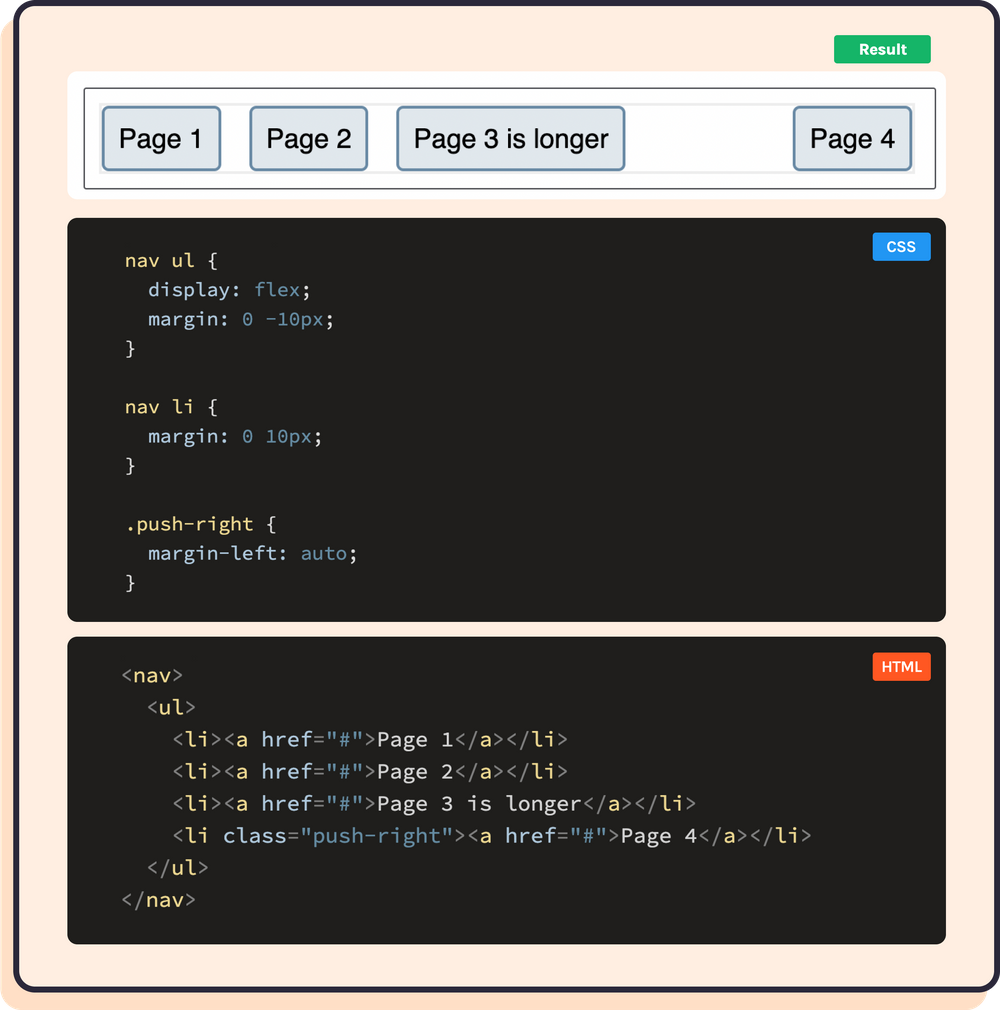 Result
Page 1 Page 2 Page 3 is longer Page 4
CSS
nav ul {
  display: flex;
  margin: 0 -10px;
}
nav li {
  margin: 0 10px;
}
.push-right {
  margin-left: auto;
}
HTML
<nav>
  <ul>
    <li><a href="#">Page 1</a></li>
    <li><a href="#">Page 2</a></li>
    <li><a href="#">Page 3 is longer</a></li>
    <li class="push-right"><a href="#">Page 4</a></li>
  </ul>
</nav>